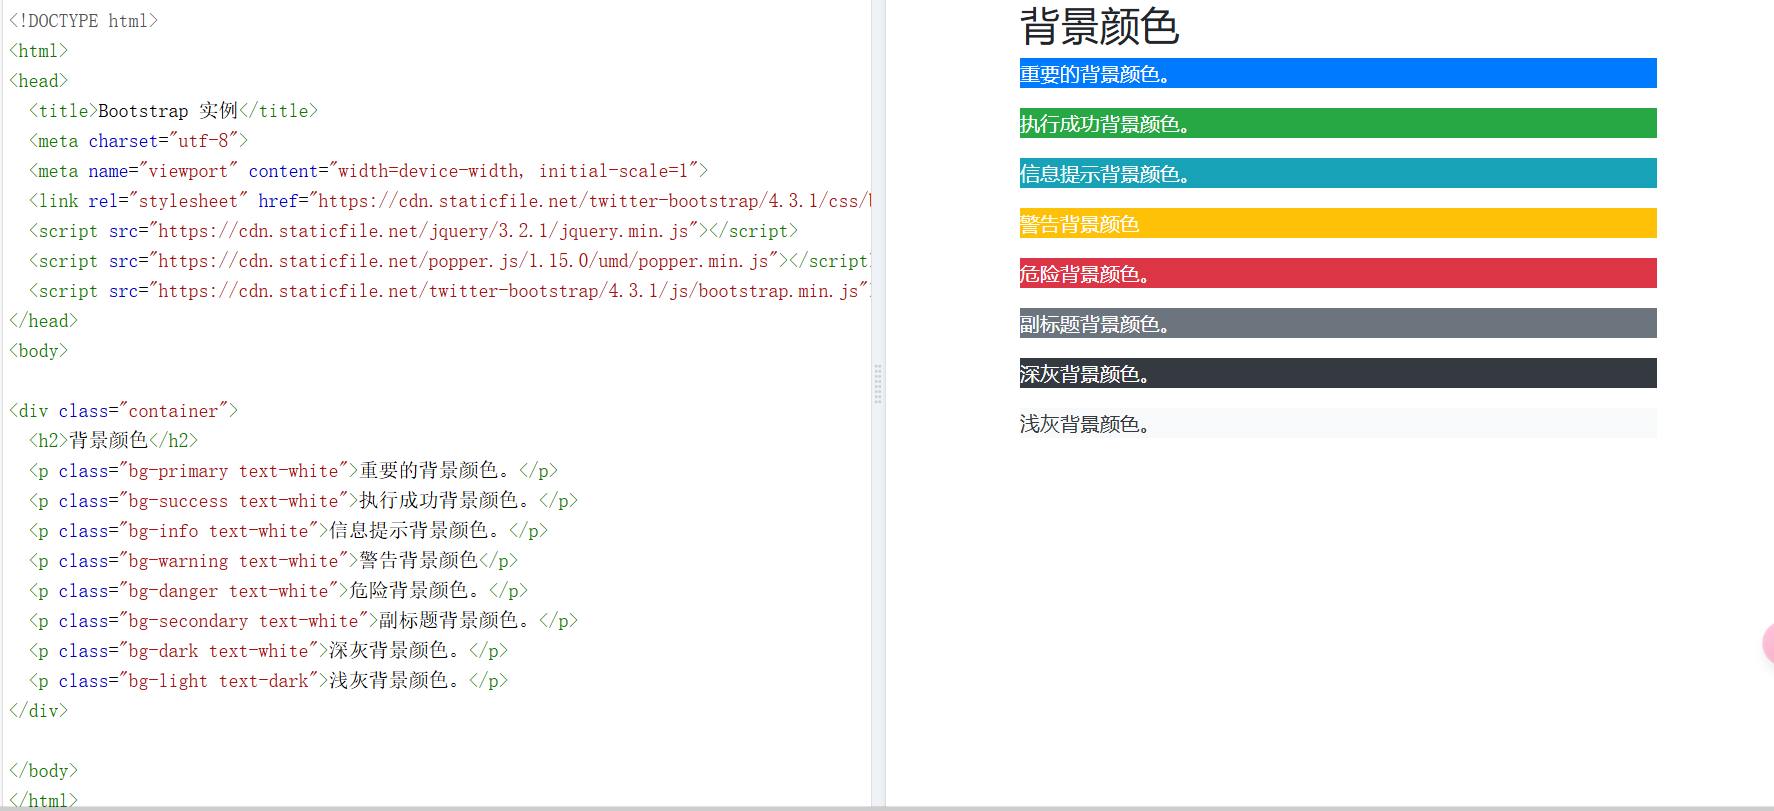 <!DOCTYPE html>
<html>
<head>
<title>Bootstrap 实例</title>
<meta charset="utf-8">
<meta name="viewport" content="width=device-width, initial-scale=1">
<link rel="stylesheet" href="https://cdn.staticfile.net/twitter-bootstrap/4.3.1/css/
<script src="https://cdn.staticfile.net/jquery/3.2.1/jquery.min.js"></script>
<script src="https://cdn.staticfile.net/popper.js/1.15.0/umd/popper.min.js"></script
<script src="https://cdn.staticfile.net/twitter-bootstrap/4.3.1/js/bootstrap.min.js"
</head>
<body>
<div class="container">
<h2>背景颜色</h2>
<p class="bg-primary text-white">重要的背景颜色。</p>
<p class="bg-success text-white">执行成功背景颜色。</p>
<p class="bg-info text-white">信息提示背景颜色。</p>
<p class="bg-warning text-white">警告背景颜色</p>
<p class="bg-danger text-white">危险背景颜色。</p>
<p class="bg-secondary text-white">副标题背景颜色。</p>
<p class="bg-dark text-white">深灰背景颜色。</p>
<p class="bg-light text-dark">浅灰背景颜色。</p>
</div>
</body>
</html>
背景颜色
重要的背景颜色。
执行成功背景颜色。
信息提示背景颜色。
警告背景颜色
危险背景颜色。
副标题背景颜色。
深灰背景颜色。
浅灰背景颜色。